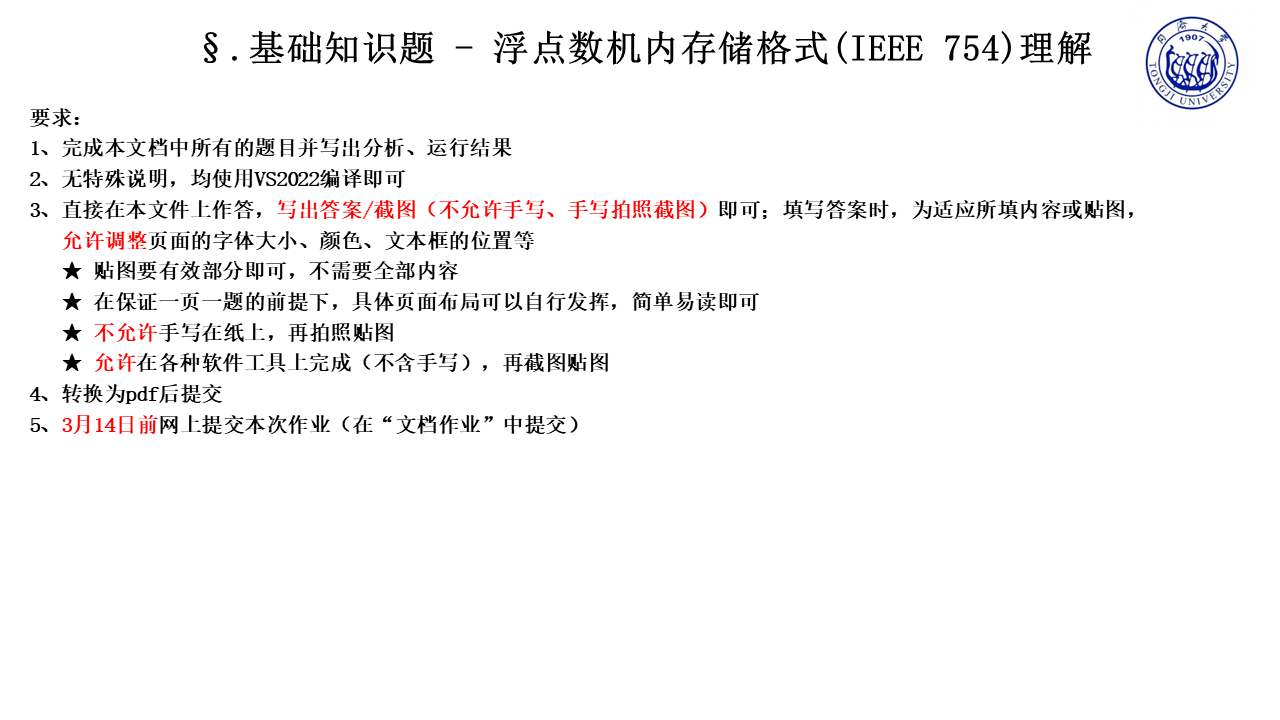 §.基础知识题 - 浮点数机内存储格式(IEEE 754)理解
同济大学
1907
TONGJI UNIVERSITY
要求:
1、完成本文档中所有的题目并写出分析、运行结果
2、无特殊说明，均使用VS2022编译即可
3、直接在本文件上作答，写出答案/截图（不允许手写、手写拍照截图）即可；填写答案时，为适应所填内容或贴图，
允许调整页面的字体大小、颜色、文本框的位置等
★ 贴图要有效部分即可，不需要全部内容
★ 在保证一页一题的前提下，具体页面布局可以自行发挥，简单易读即可
★ 不允许手写在纸上，再拍照贴图
★ 允许在各种软件工具上完成（不含手写），再截图贴图
4、转换为pdf后提交
5、3月14日前网上提交本次作业（在“文档作业”中提交）